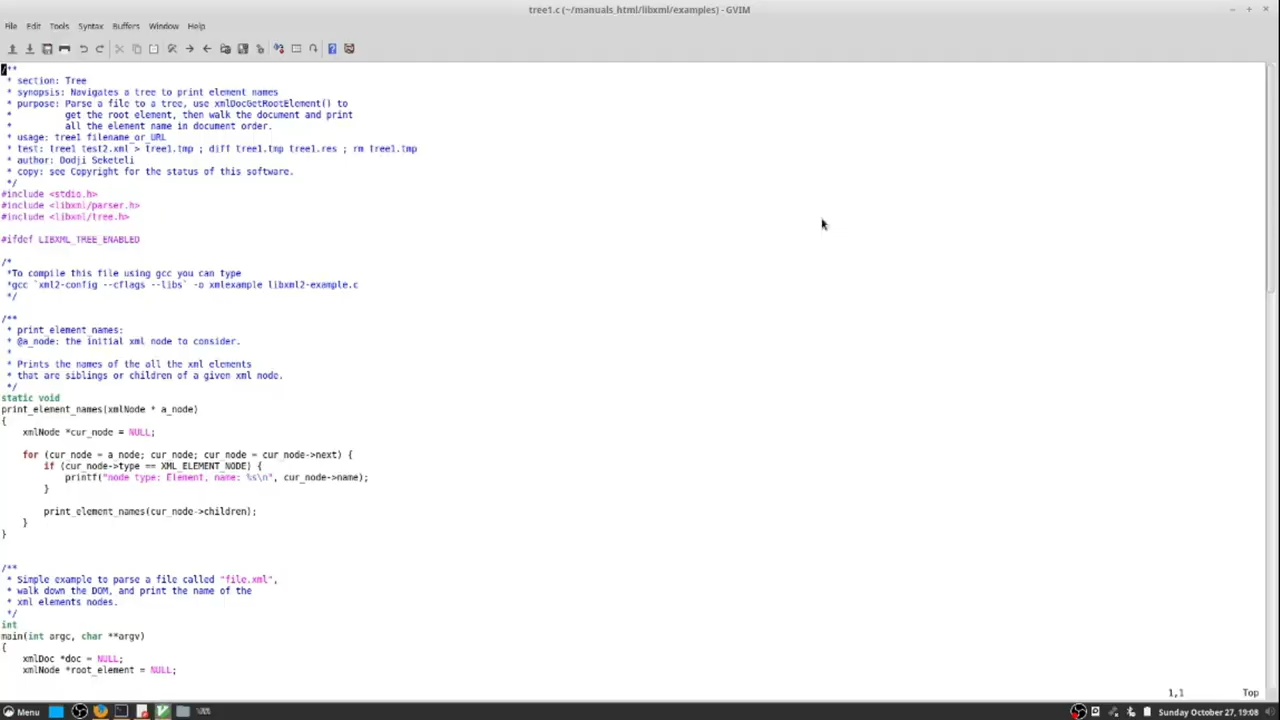 tree1.c (~/manuals_html/libxml/examples) - GVIM
File Edit Tools Syntax Buffers Window Help
/**
 * section: Tree
 * synopsis: Navigates a tree to print element names
 * purpose: Parse a file to a tree, use xmlDocGetRootElement() to
 *          get the root element, then walk the document and print
 *          all the element name in document order.
 * usage: tree1 filename_or_URL
 * test: tree1 test2.xml > tree1.tmp ; diff tree1.tmp tree1.res ; rm tree1.tmp
 * author: Dodji Seketeli
 * copy: see Copyright for the status of this software.
 */
#include <stdio.h>
#include <libxml/parser.h>
#include <libxml/tree.h>
#ifdef LIBXML_TREE_ENABLED
/*
 *To compile this file using gcc you can type
 *gcc `xml2-config --cflags --libs` -o xmlexample libxml2-example.c
 */
/**
 * print_element_names:
 * @a_node: the initial xml node to consider.
 *
 * Prints the names of the all the xml elements
 * that are siblings or children of a given xml node.
 */
static void
print_element_names(xmlNode * a_node)
{
    xmlNode *cur_node = NULL;
    for (cur_node = a_node; cur_node; cur_node = cur_node->next) {
        if (cur_node->type == XML_ELEMENT_NODE) {
            printf("node type: Element, name: %s\n", cur_node->name);
        }
        print_element_names(cur_node->children);
    }
}
/**
 * Simple example to parse a file called "file.xml",
 * walk down the DOM, and print the name of the
 * xml elements nodes.
 */
int
main(int argc, char **argv)
{
    xmlDoc *doc = NULL;
    xmlNode *root_element = NULL;
1,1 Top
Menu Sunday October 27, 19:08